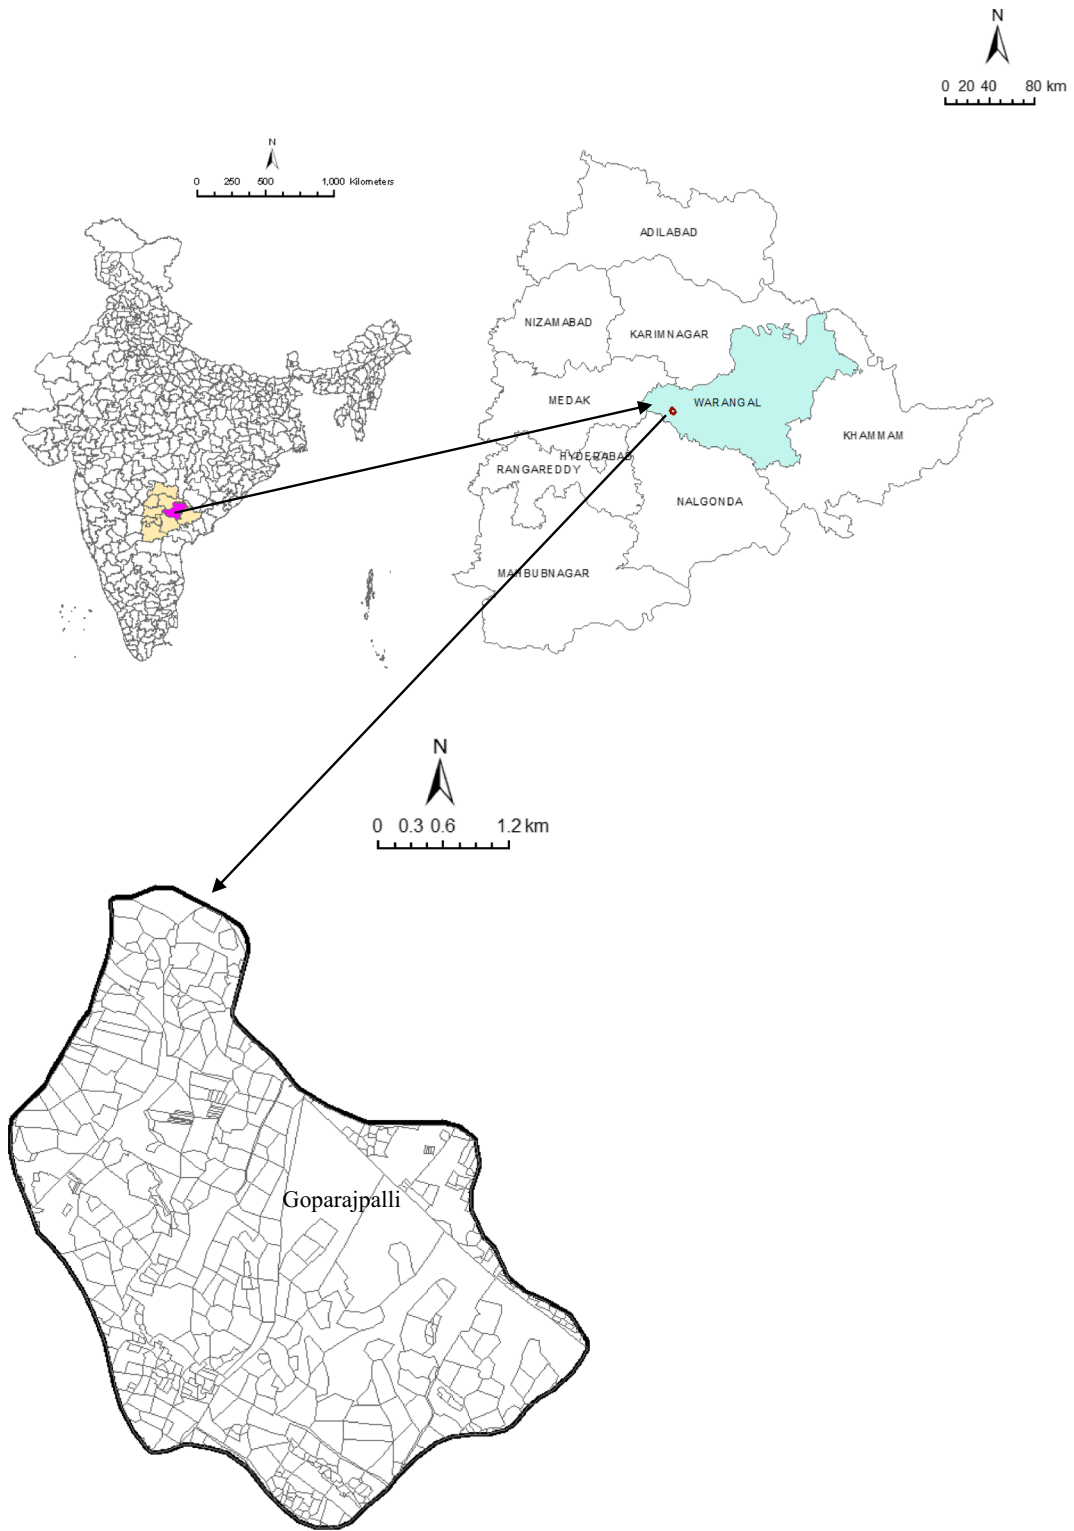 N
0 20 40 80 km
N
0 250 500 1,000 Kilometers
ADILABAD
NIZAMABAD
KARIMNAGAR
MEDAK
WARANGAL
KHAMMAM
HYDERABAD
RANGAREDDY
NALGONDA
MAHBUBNAGAR
N
0 0.3 0.6 1.2 km
Goparajpalli